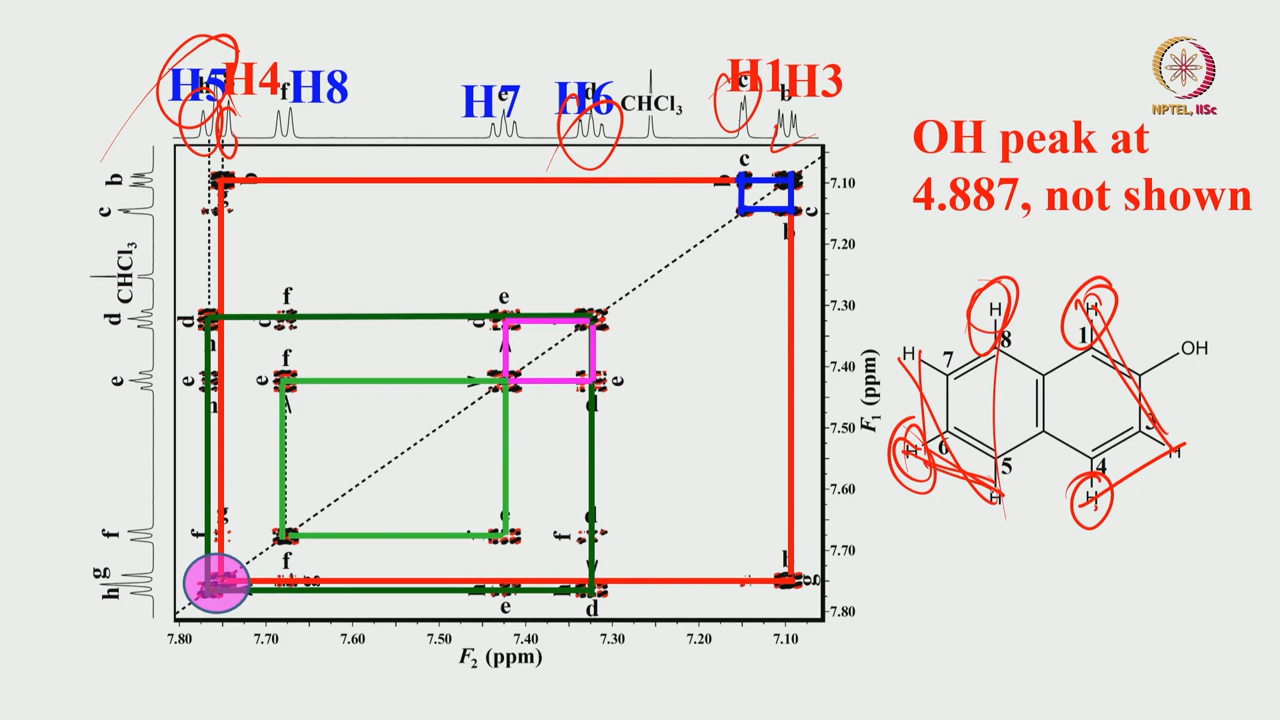 H5 H4 f H8 H7 e H6 d CHCl₃ H1 c H3 b
NPTEL, IISc
OH peak at
4.887, not shown
b
c
CHCl₃
d
e
f
g
h
c
c
b
d f e
d c d
h
f
e e e
h d
g e d
f f
f h
h h g
e d
7.10
7.20
7.30
7.40
7.50
7.60
7.70
7.80
F₁ (ppm)
7.80 7.70 7.60 7.50 7.40 7.30 7.20 7.10
F₂ (ppm)
H H
8 1 OH
H 7
3
H 6 5 4 H
H H